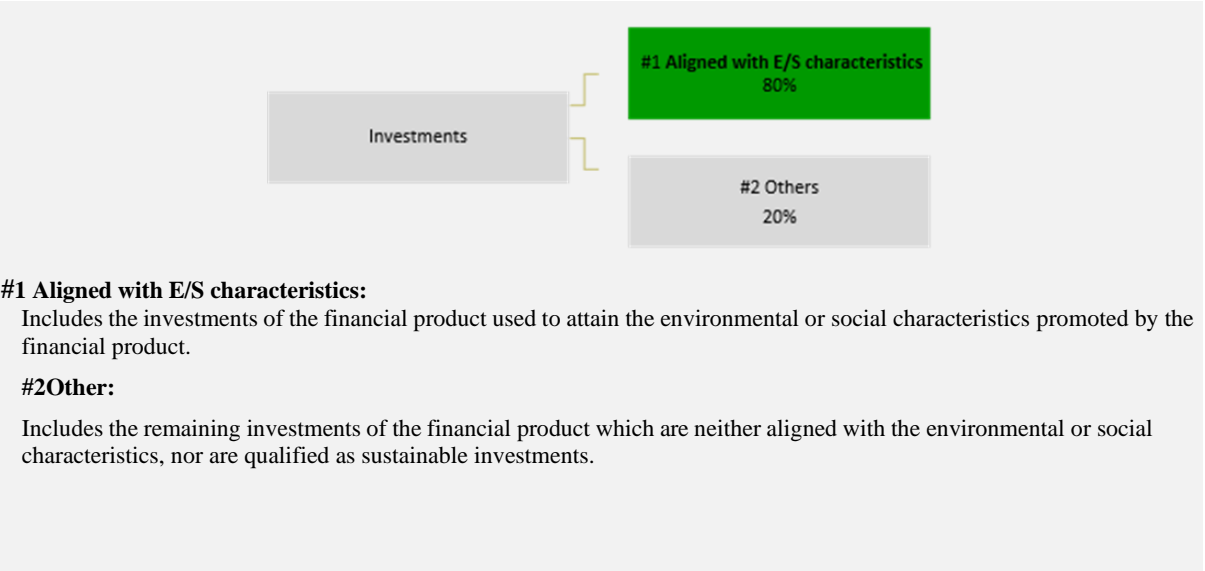 #1 Aligned with E/S characteristics
80%
Investments
#2 Others
20%
#1 Aligned with E/S characteristics:
Includes the investments of the financial product used to attain the environmental or social characteristics promoted by the
financial product.
#2Other:
Includes the remaining investments of the financial product which are neither aligned with the environmental or social
characteristics, nor are qualified as sustainable investments.